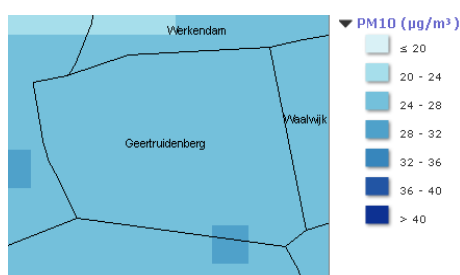 Werkendam
Waalwijk
Geertruidenberg
PM10 (µg/m³)
≤ 20
20 - 24
24 - 28
28 - 32
32 - 36
36 - 40
> 40